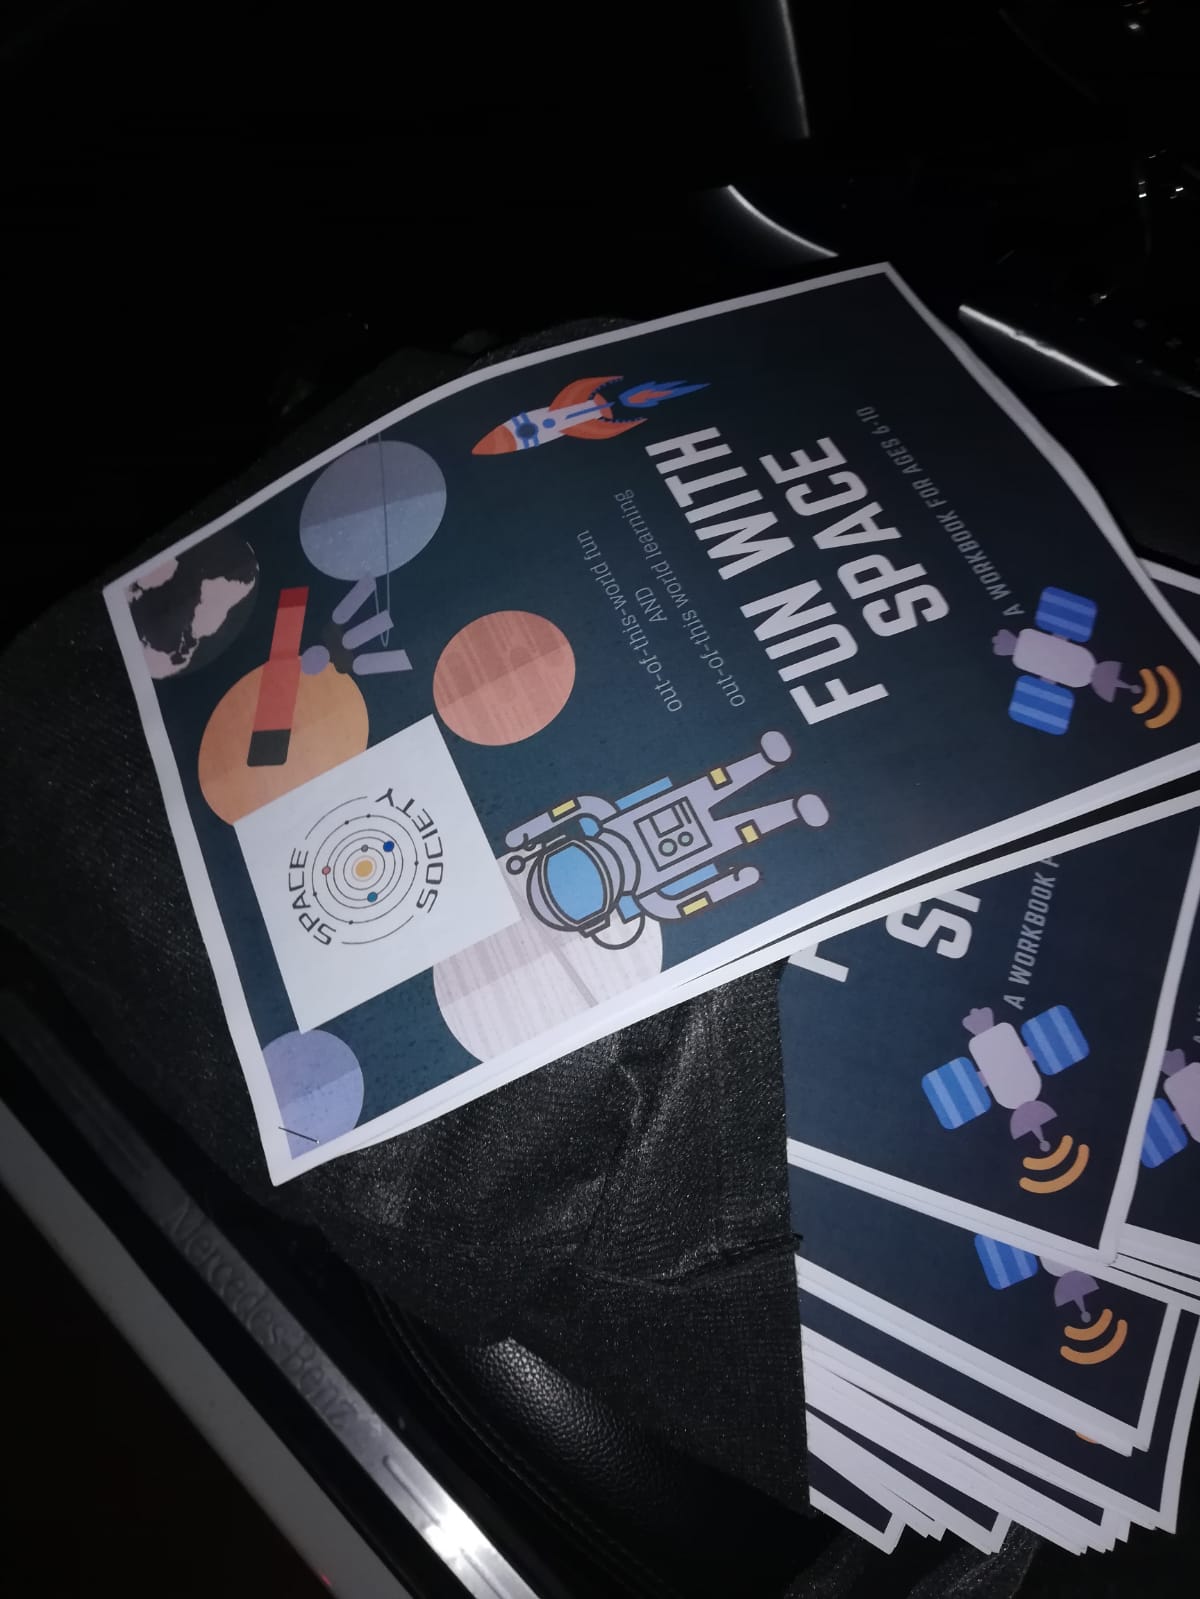 A WORKBOOK FOR AGES 6-10
FUN WITH
SPACE
out-of-this-world fun
AND
out-of-this world learning
SPACE SOCIETY
SP
A WORKBOOK
Mercedes-Benz